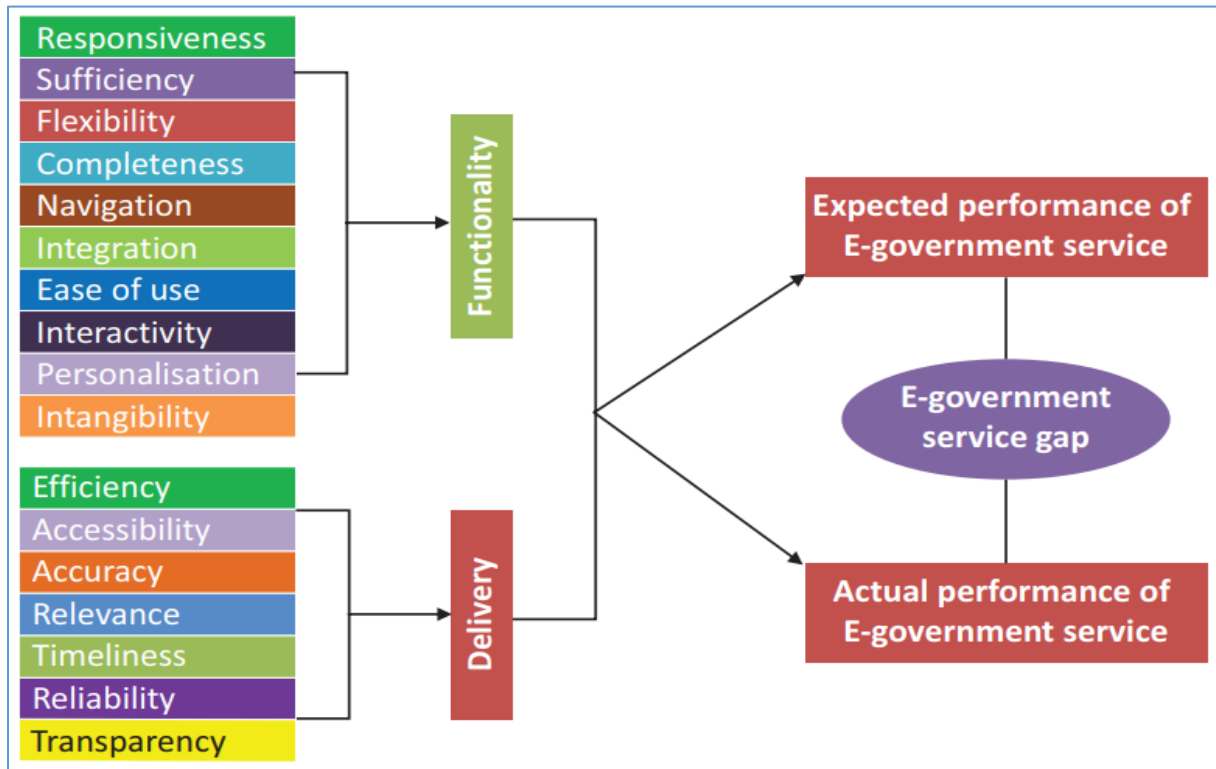 Responsiveness
Sufficiency
Flexibility
Completeness
Navigation
Integration
Ease of use
Interactivity
Personalisation
Intangibility
Efficiency
Accessibility
Accuracy
Relevance
Timeliness
Reliability
Transparency
Functionality
Delivery
Expected performance of
E-government service
E-government
service gap
Actual performance of
E-government service